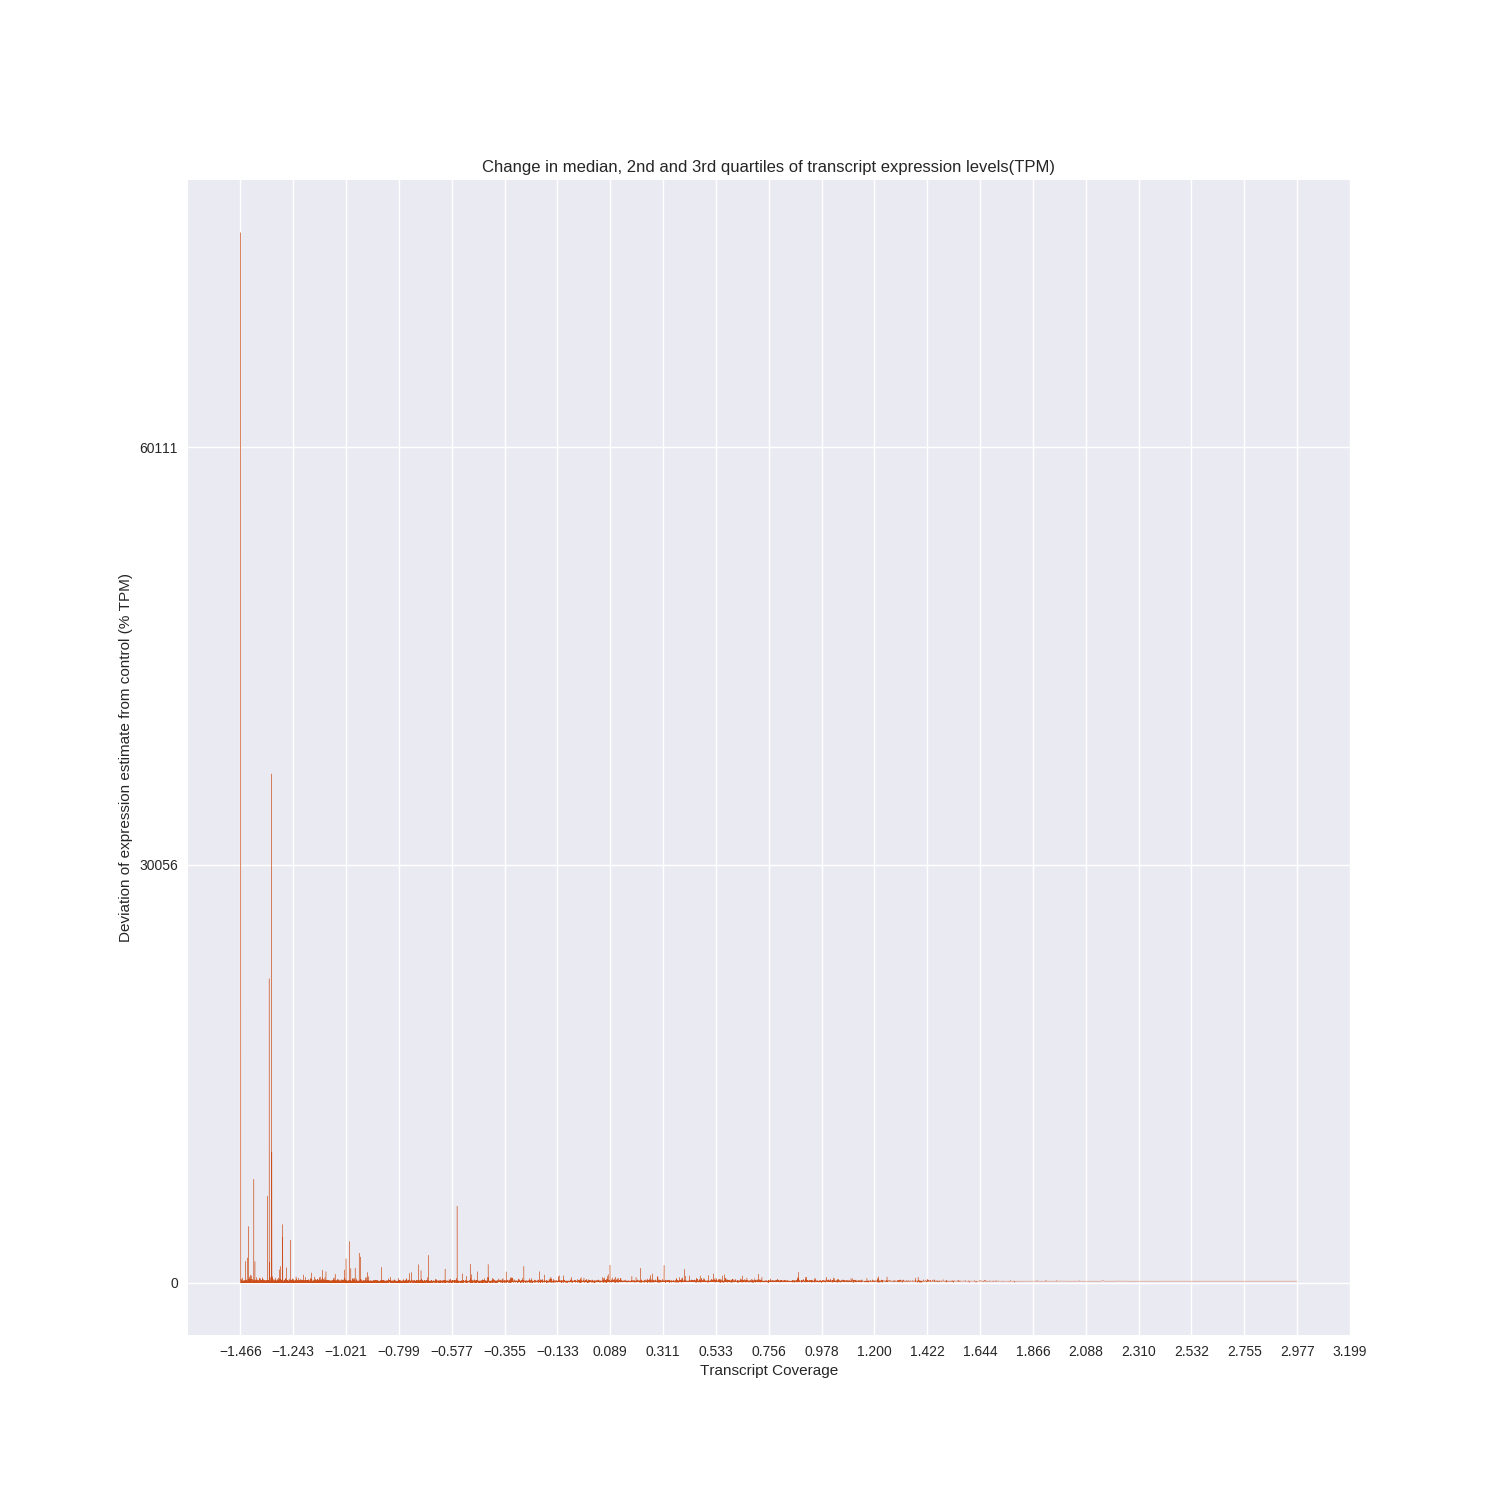 Change in median, 2nd and 3rd quartiles of transcript expression levels(TPM)
Deviation of expression estimate from control (% TPM)
60111
30056
0
−1.466 −1.243 −1.021 −0.799 −0.577 −0.355 −0.133 0.089 0.311 0.533 0.756 0.978 1.200 1.422 1.644 1.866 2.088 2.310 2.532 2.755 2.977 3.199
Transcript Coverage